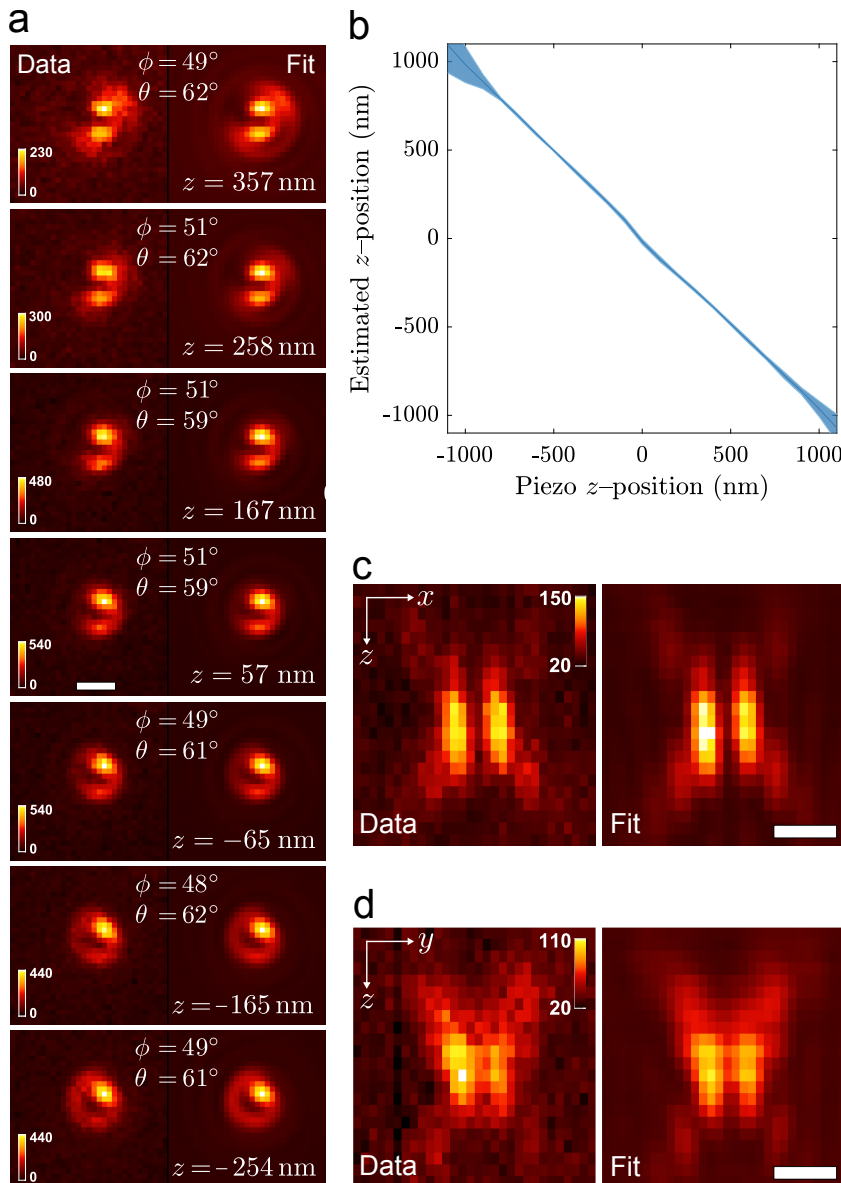 a
Data
Fit
ϕ = 49°
θ = 62°
230
0
z = 357 nm
ϕ = 51°
θ = 62°
300
0
z = 258 nm
ϕ = 51°
θ = 59°
480
0
z = 167 nm
ϕ = 51°
θ = 59°
540
0
z = 57 nm
ϕ = 49°
θ = 61°
540
0
z = −65 nm
ϕ = 48°
θ = 62°
440
0
z = -165 nm
ϕ = 49°
θ = 61°
440
0
z = -254 nm
b
Estimated z–position (nm)
1000
500
0
-500
-1000
-1000
-500
0
500
1000
Piezo z–position (nm)
c
x
z
150
20
Data
Fit
d
y
z
110
20
Data
Fit